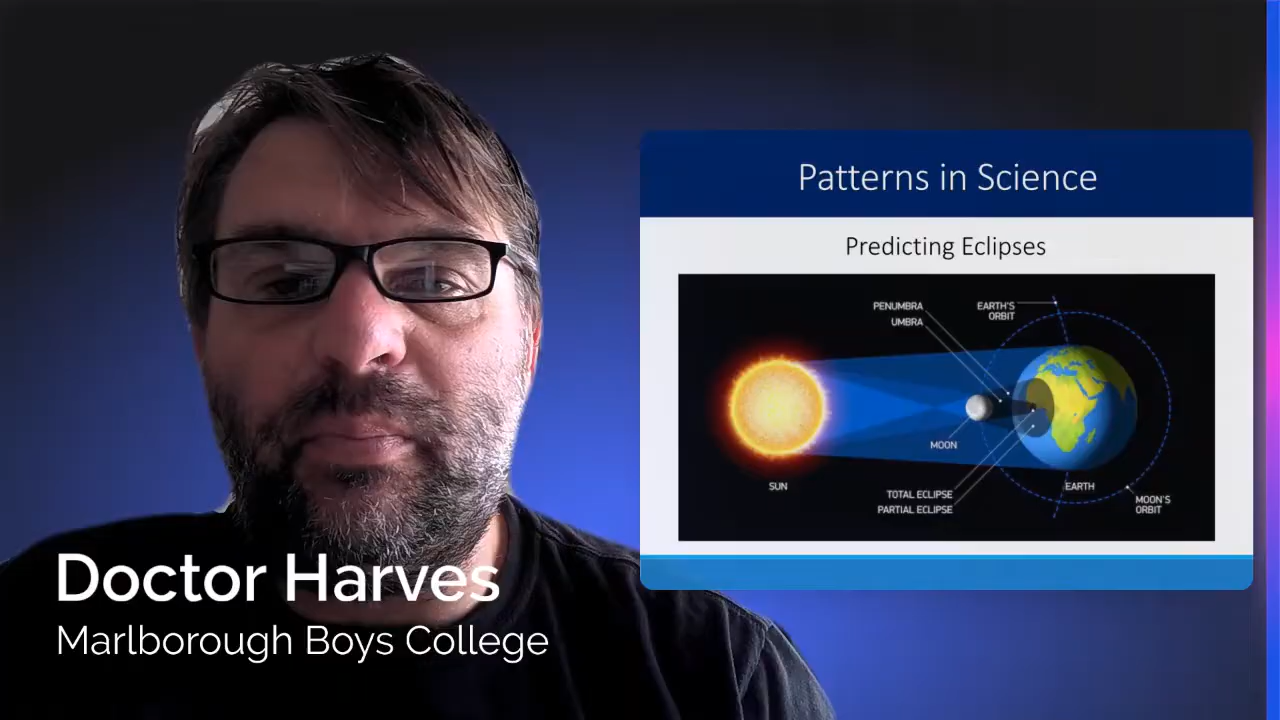 Patterns in Science
Predicting Eclipses
PENUMBRA
UMBRA
EARTH'S
ORBIT
MOON
SUN
EARTH
TOTAL ECLIPSE
PARTIAL ECLIPSE
MOON'S
ORBIT
Doctor Harves
Marlborough Boys College